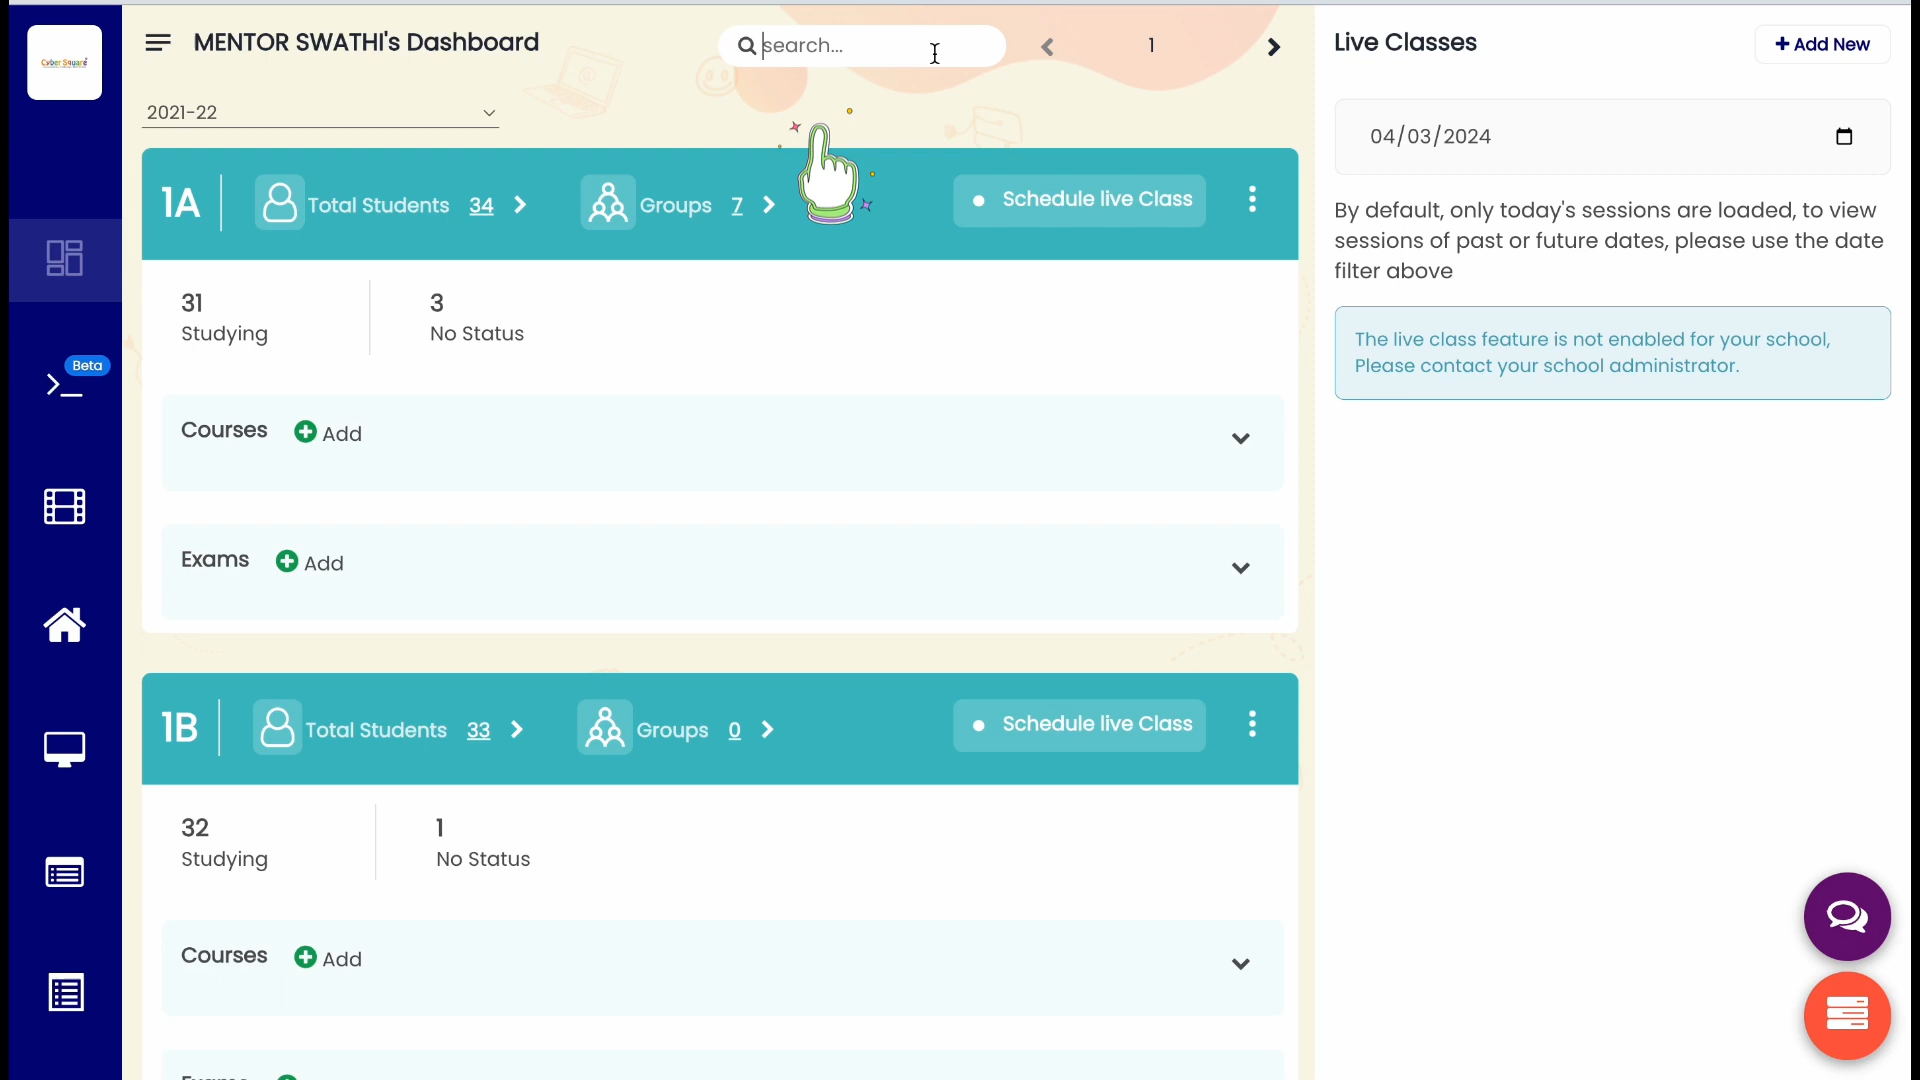 Cyber Square
MENTOR SWATHI's Dashboard
search...
1
2021-22
1A
Total Students 34
Groups 7
Schedule live Class
31
Studying
3
No Status
Courses
Add
Exams
Add
1B
Total Students 33
Groups 0
Schedule live Class
32
Studying
1
No Status
Courses
Add
Beta
Live Classes
Add New
04/03/2024
By default, only today's sessions are loaded, to view
sessions of past or future dates, please use the date
filter above
The live class feature is not enabled for your school,
Please contact your school administrator.